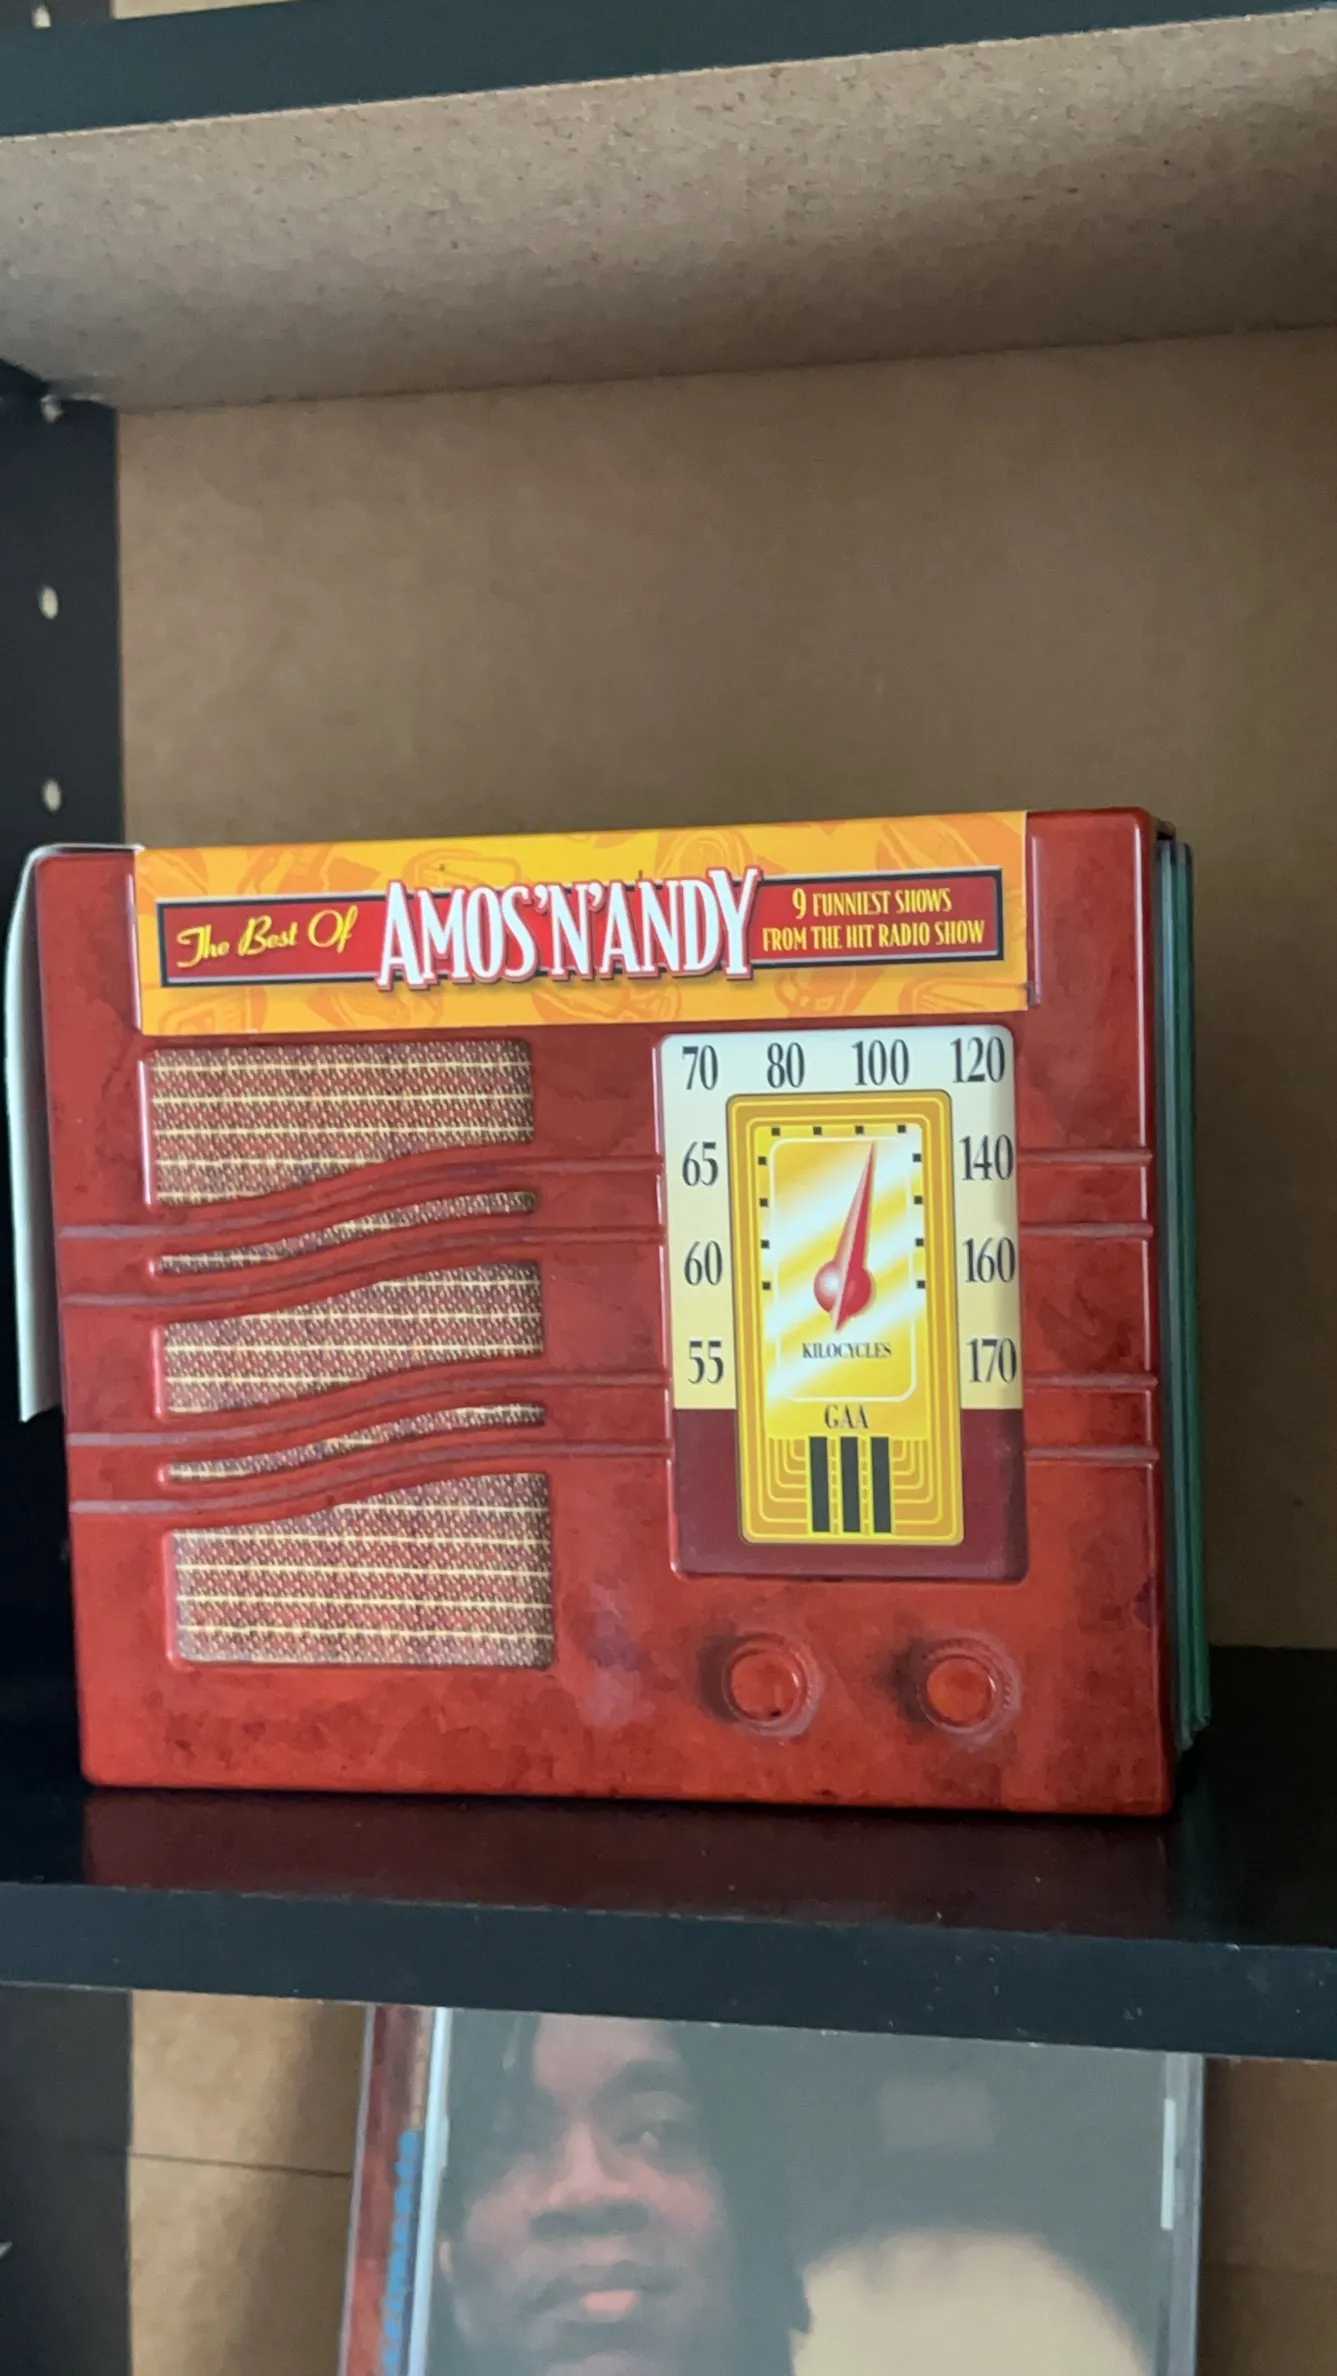 The Best Of
AMOS'N'ANDY
9 FUNNIEST SHOWS
FROM THE HIT RADIO SHOW
70 80 100 120
65 140
60 160
55 170
KILOCYCLES
GAA